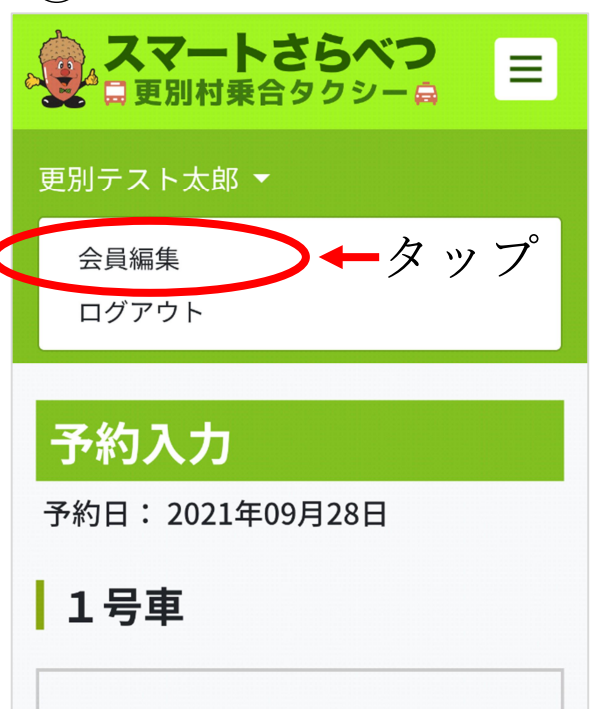 スマートさらべつ
更別村乗合タクシー
更別テスト太郎
会員編集
タップ
ログアウト
予約入力
予約日： 2021年09月28日
１号車